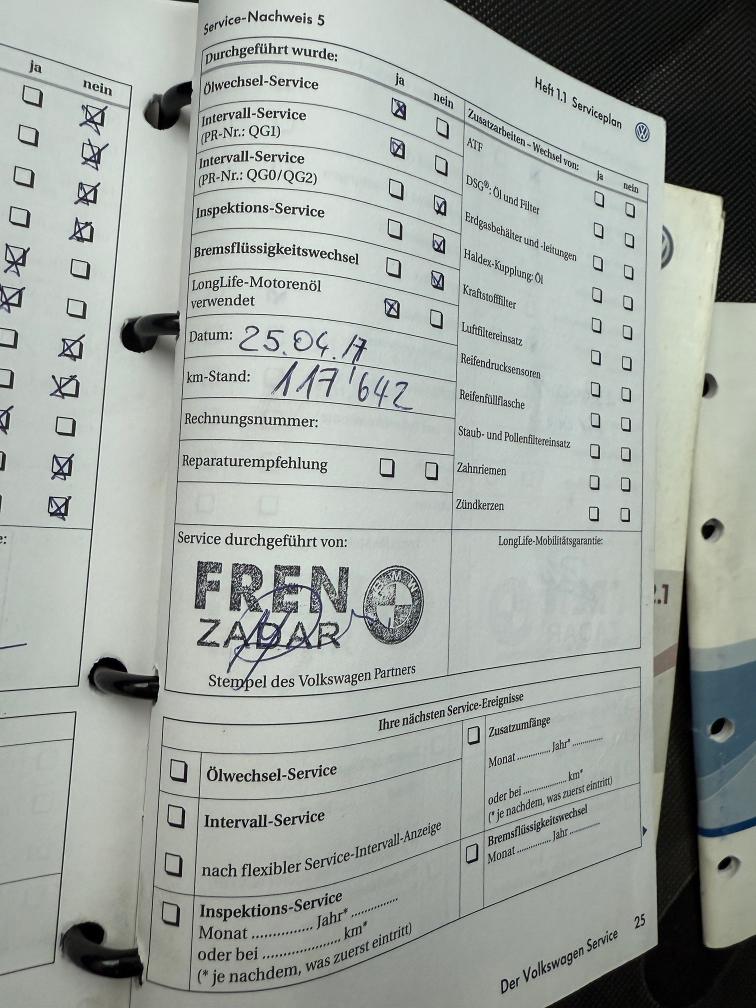 ja
nein
e:
Service-Nachweis 5
Heft 1.1 Serviceplan
Durchgeführt wurde:
ja
nein
Ölwechsel-Service
Intervall-Service
(PR-Nr.: QG1)
Intervall-Service
(PR-Nr.: QG0/QG2)
Inspektions-Service
Bremsflüssigkeitswechsel
LongLife-Motorenöl
verwendet
Datum: 25.04.17
km-Stand: 117'642
Rechnungsnummer:
Reparaturempfehlung
Zusatzarbeiten – Wechsel von:
ja
nein
ATF
DSG®: Öl und Filter
Erdgasbehälter und -leitungen
Haldex-Kupplung: Öl
Kraftstofffilter
Luftfiltereinsatz
Reifendrucksensoren
Reifenfüllflasche
Staub- und Pollenfiltereinsatz
Zahnriemen
Zündkerzen
Service durchgeführt von:
FREN
ZADAR
BMW
Stempel des Volkswagen Partners
LongLife-Mobilitätsgarantie:
Ihre nächsten Service-Ereignisse
Ölwechsel-Service
Intervall-Service
nach flexibler Service-Intervall-Anzeige
Inspektions-Service
Monat ............ Jahr* ............
oder bei .................... km*
(* je nachdem, was zuerst eintritt)
Zusatzumfänge
Monat ............ Jahr* ............
oder bei ............... km*
(* je nachdem, was zuerst eintritt)
Bremsflüssigkeitswechsel
Monat ............ Jahr ............
Der Volkswagen Service
25
2.1